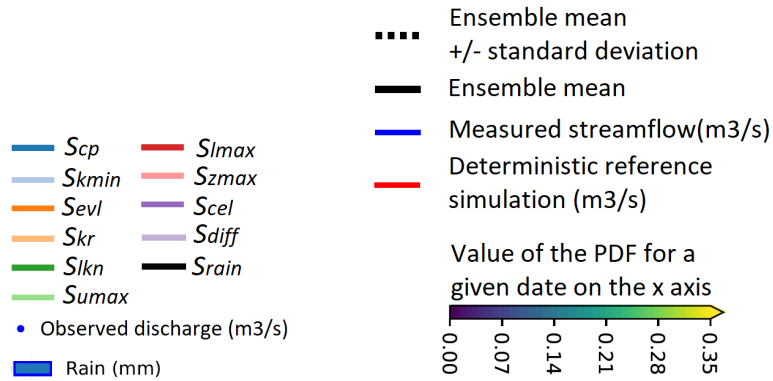 Ensemble mean
+/- standard deviation
Ensemble mean
Measured streamflow(m3/s)
Deterministic reference
simulation (m3/s)
Value of the PDF for a
given date on the x axis
0.00
0.07
0.14
0.21
0.28
0.35
Scp
Skmin
Sevl
Skr
Slkn
Sumax
Slmax
Szmax
Scel
Sdiff
Srain
Observed discharge (m3/s)
Rain (mm)